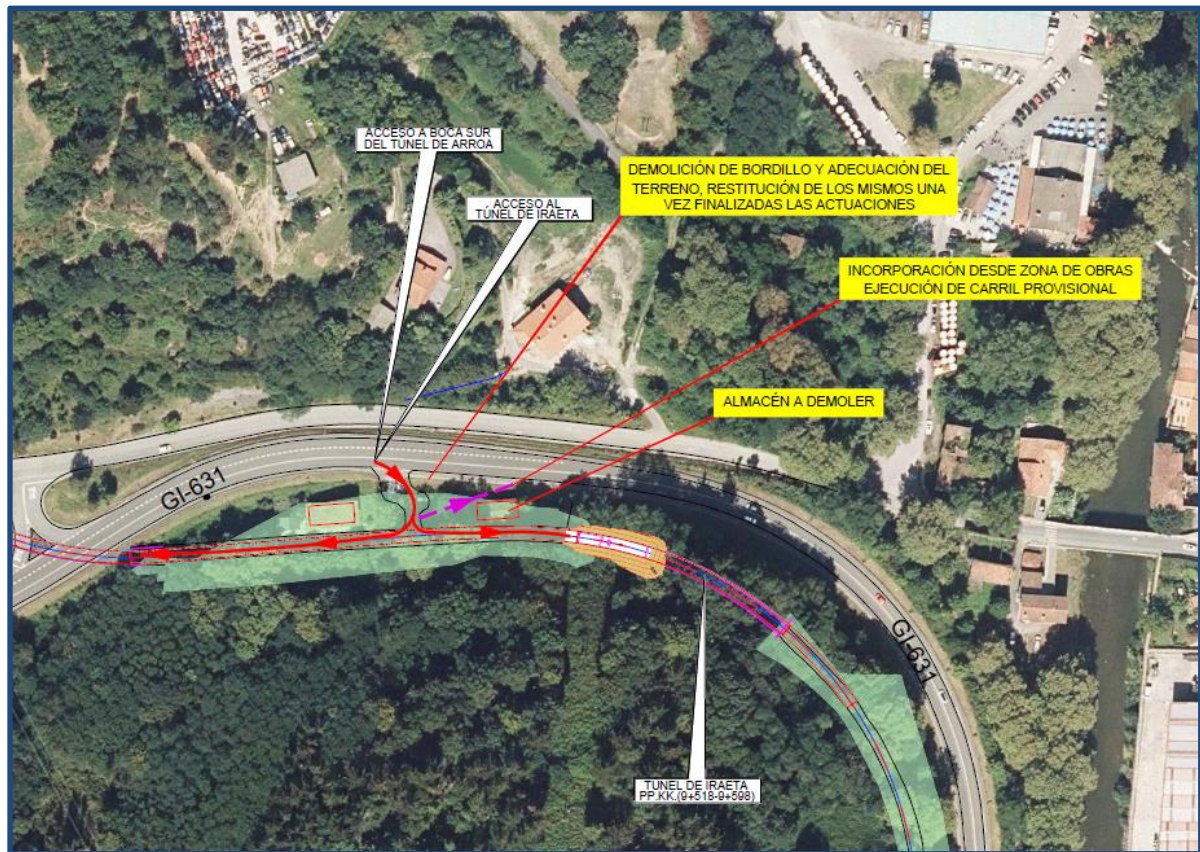 ACCESO A BOCA SUR
DEL TÚNEL DE ARROA
DEMOLICIÓN DE BORDILLO Y ADECUACIÓN DEL
TERRENO, RESTITUCIÓN DE LOS MISMOS UNA
VEZ FINALIZADAS LAS ACTUACIONES
ACCESO AL
TÚNEL DE IRAETA
INCORPORACIÓN DESDE ZONA DE OBRAS
EJECUCIÓN DE CARRIL PROVISIONAL
ALMACÉN A DEMOLER
GI-631
GI-631
TÚNEL DE IRAETA
PP.KK.(9+518-9+598)